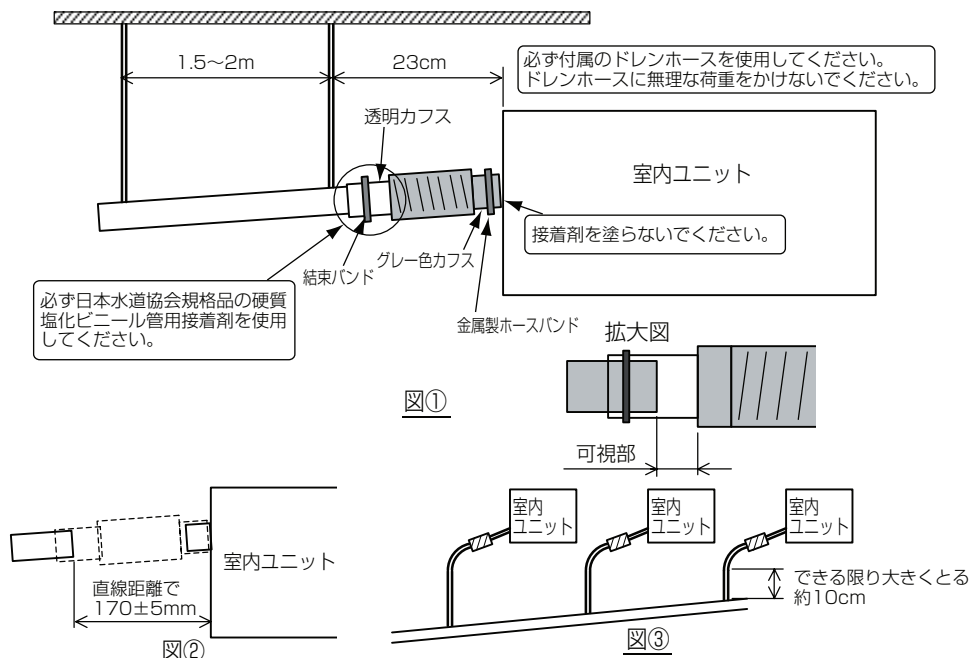 1.5～2m
23cm
必ず付属のドレンホースを使用してください。
ドレンホースに無理な荷重をかけないでください。
透明カフス
室内ユニット
接着剤を塗らないでください。
グレー色カフス
結束バンド
金属製ホースバンド
必ず日本水道協会規格品の硬質
塩化ビニール管用接着剤を使用
してください。
拡大図
図①
可視部
室内ユニット
直線距離で
170±5mm
図②
室内
ユニット
室内
ユニット
室内
ユニット
できる限り大きくとる
約10cm
図③